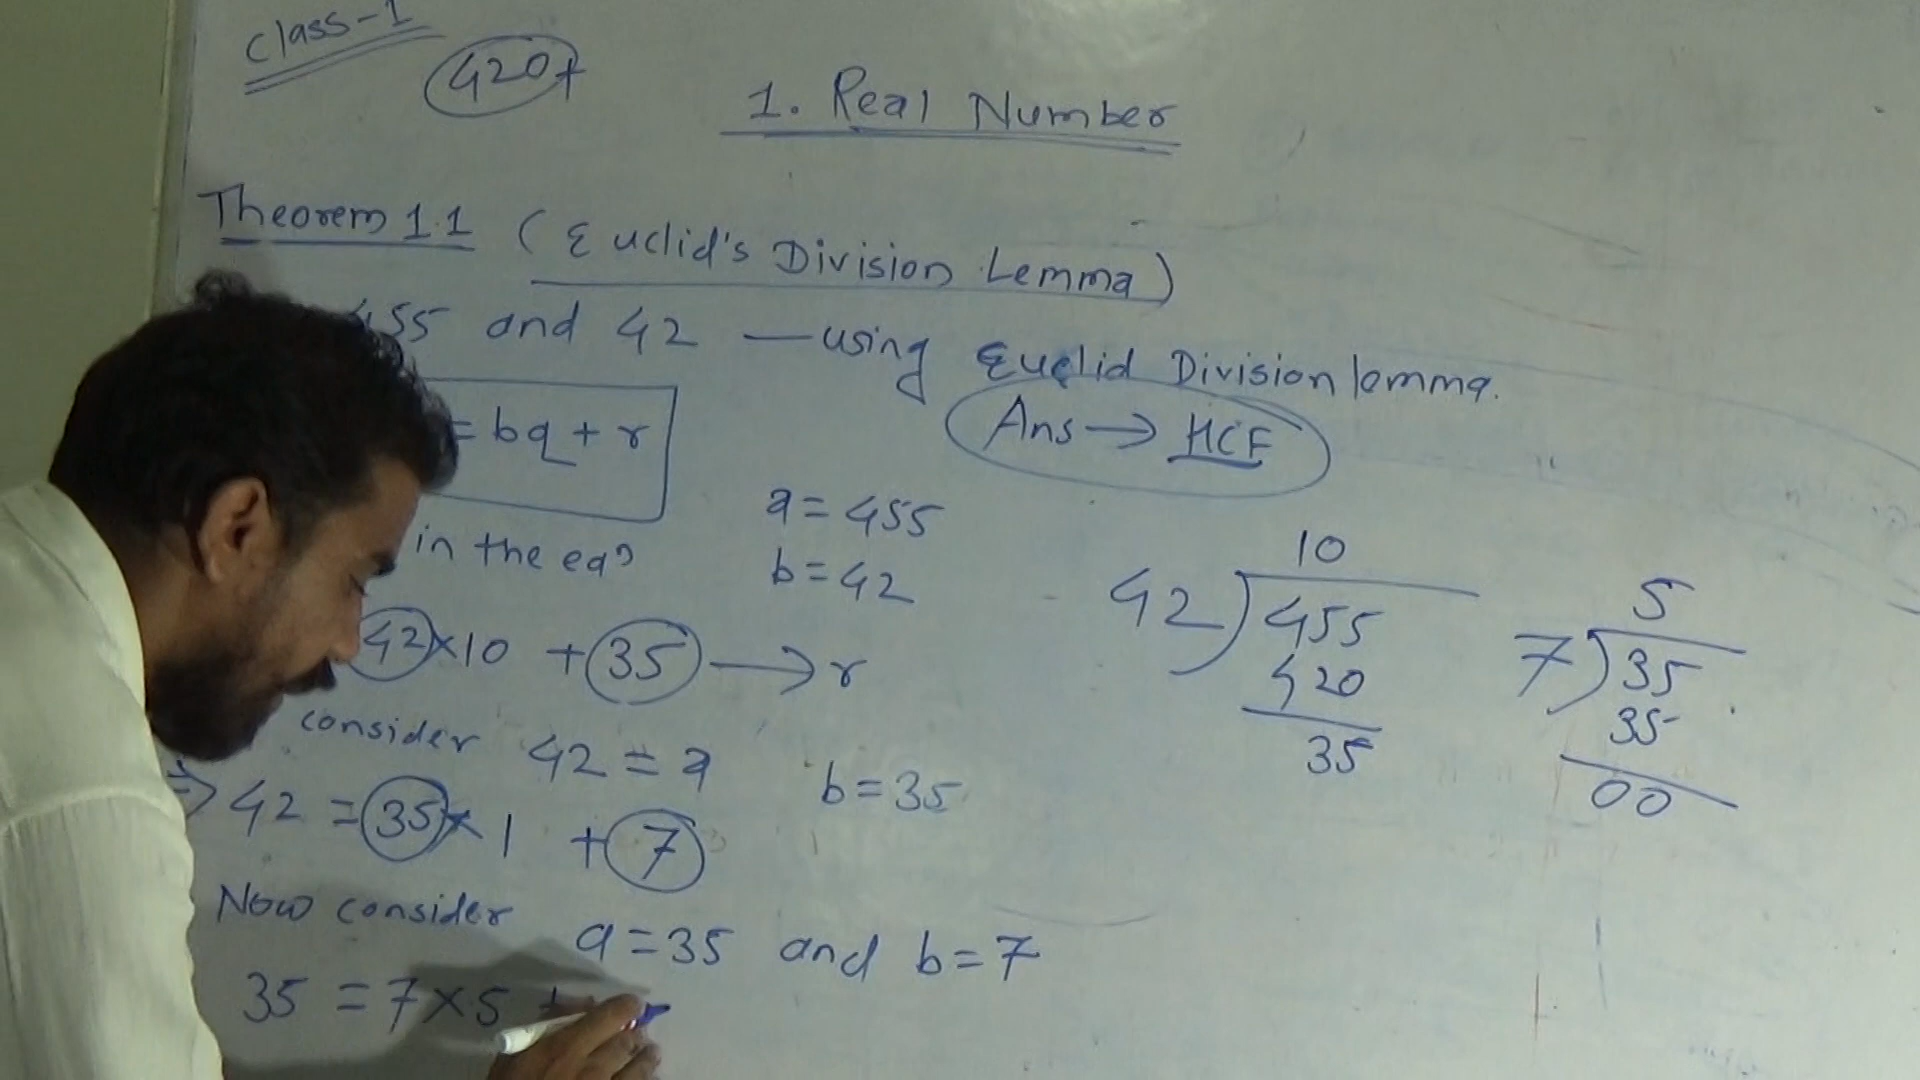 Class-1
420+
1. Real Number
Theorem 1.1 (Euclid's Division Lemma)
455 and 42 — using Euclid Division lemma.
= bq + r
Ans → HCF
in the eqn
a = 455
b = 42
42 × 10 + 35 → r
consider 42 = a b = 35
⇒ 42 = 35 × 1 + 7
Now consider a = 35 and b = 7
35 = 7 × 5 +
10
42 ) 455
420
35
5
7 ) 35
35
00